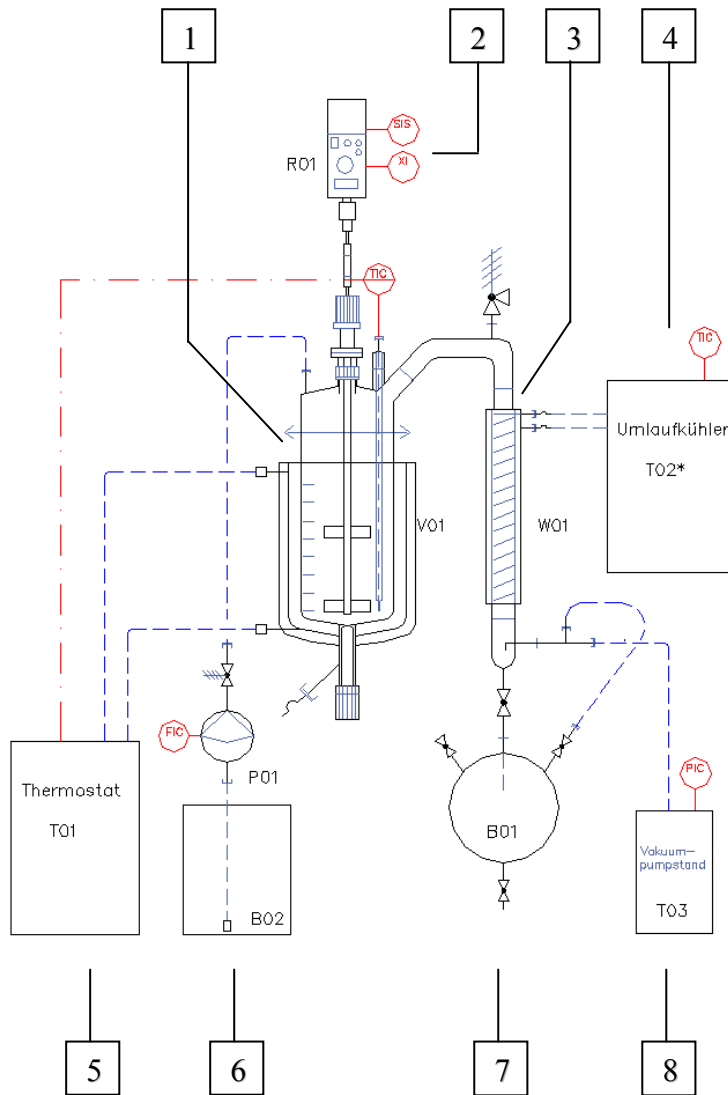 1
2
3
4
SIS
R01
XI
TIC
TIC
Umlaufkühler
T02*
V01
W01
FIC
P01
PIC
Thermostat
T01
B01
Vakuum-
pumpstand
B02
T03
5
6
7
8